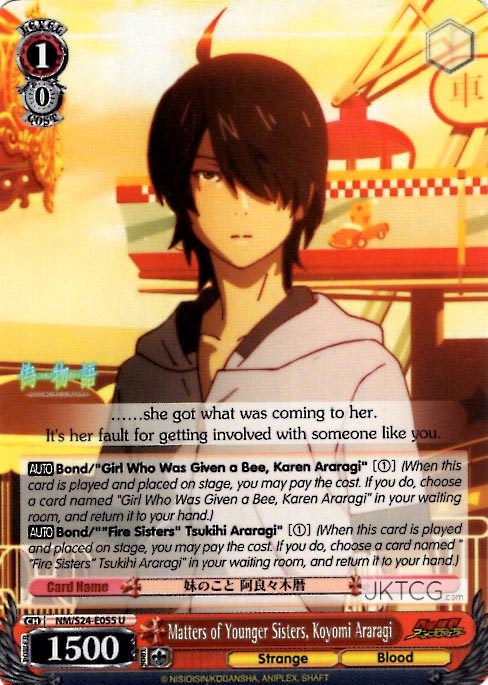 LEVEL
1
0
COST
車
偽物語
……she got what was coming to her.
It's her fault for getting involved with someone like you.
AUTO Bond/"Girl Who Was Given a Bee, Karen Araragi" [①] (When this
card is played and placed on stage, you may pay the cost. If you do, choose
a card named "Girl Who Was Given a Bee, Karen Araragi" in your waiting
room, and return it to your hand.)
AUTO Bond/""Fire Sisters" Tsukihi Araragi" [①] (When this card is played
and placed on stage, you may pay the cost. If you do, choose a card named "
"Fire Sisters" Tsukihi Araragi" in your waiting room, and return it to your hand.)
Card Name
妹のこと 阿良々木暦
JKTCG.com
CH NM/S24-E055 U
POWER
1500
Matters of Younger Sisters, Koyomi Araragi
Strange
Blood
© NISIOISIN/KODANSHA, ANIPLEX, SHAFT